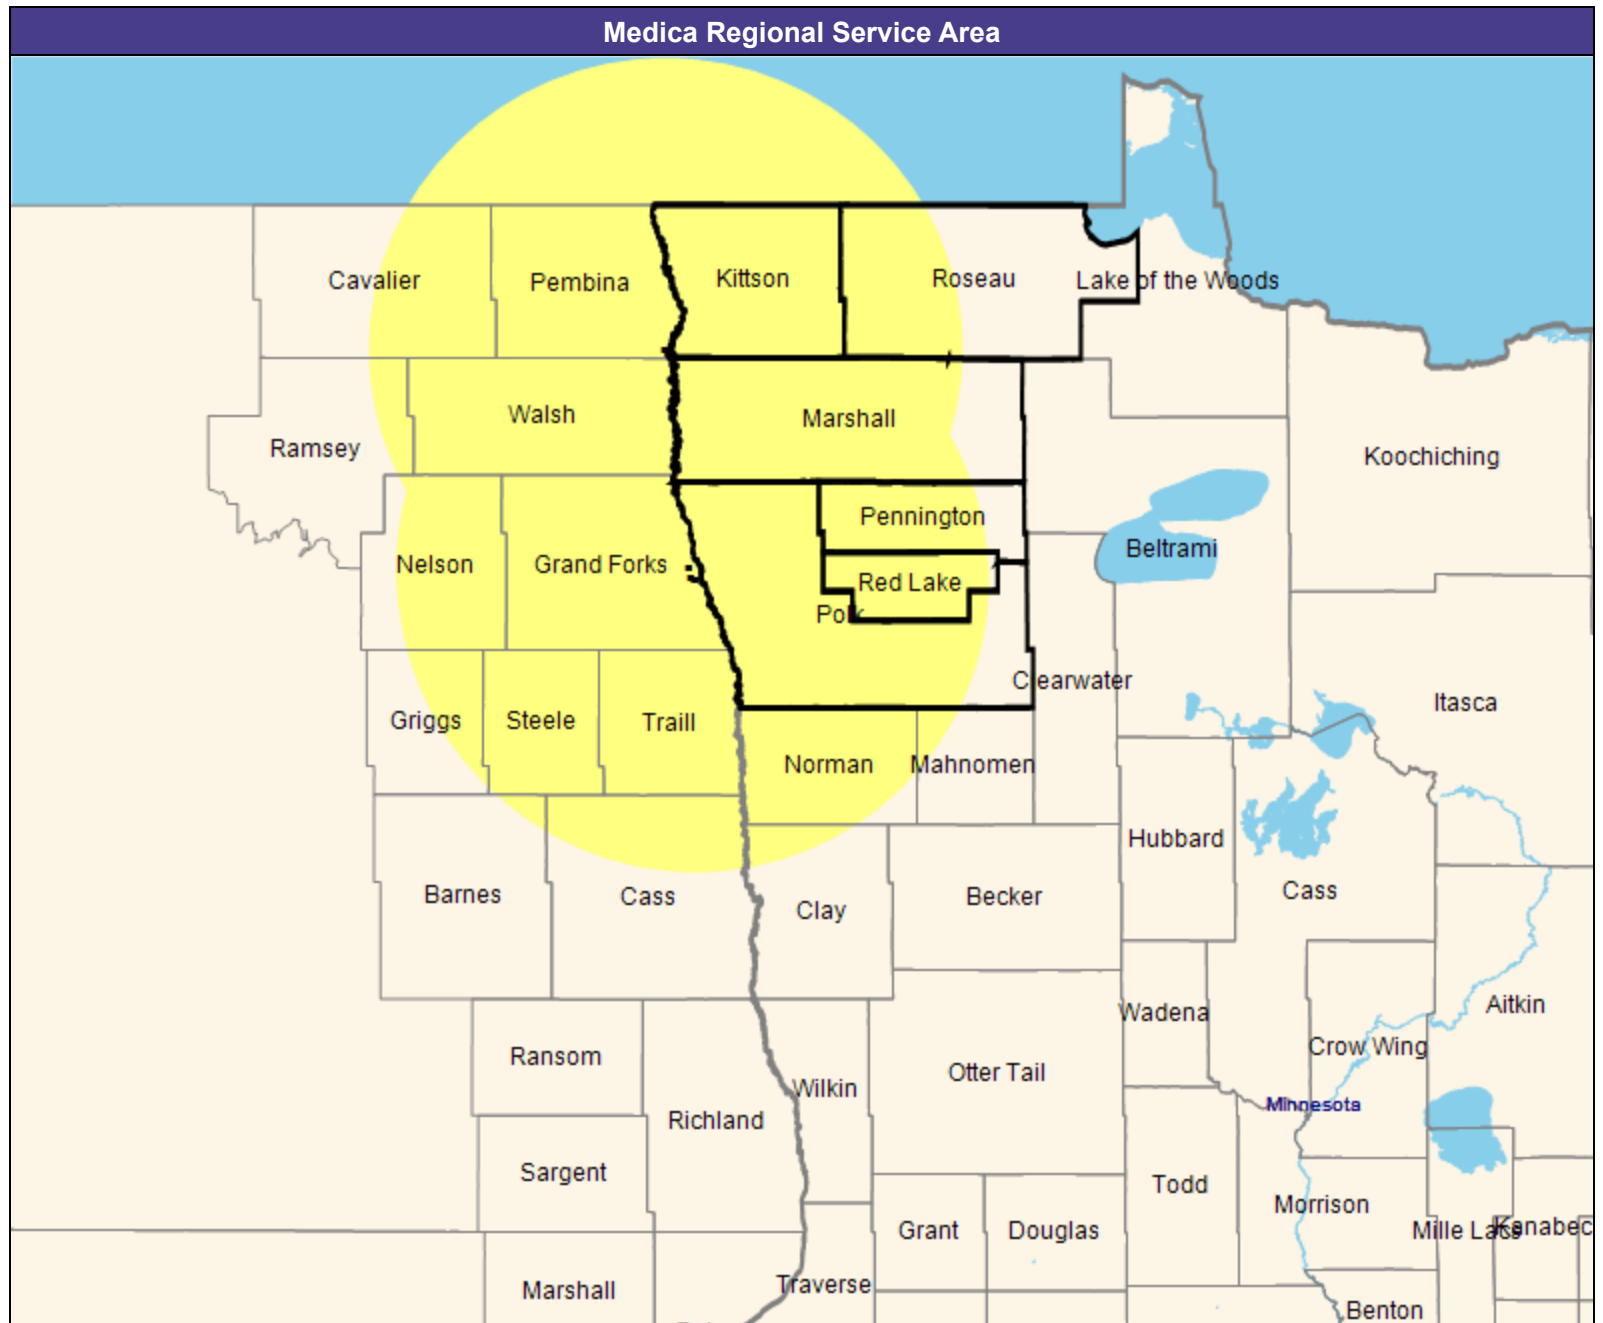 Medica Regional Service Area
Cavalier
Pembina
Kittson
Roseau
Lake of the Woods
Walsh
Marshall
Ramsey
Koochiching
Pennington
Beltrami
Nelson
Grand Forks
Red Lake
Polk
Clearwater
Itasca
Griggs
Steele
Traill
Norman
Mahnomen
Hubbard
Barnes
Cass
Clay
Becker
Cass
Wadena
Aitkin
Ransom
Crow Wing
Otter Tail
Wilkin
Minnesota
Richland
Sargent
Todd
Morrison
Grant
Douglas
Mille Lacs
Kanabec
Marshall
Traverse
Benton